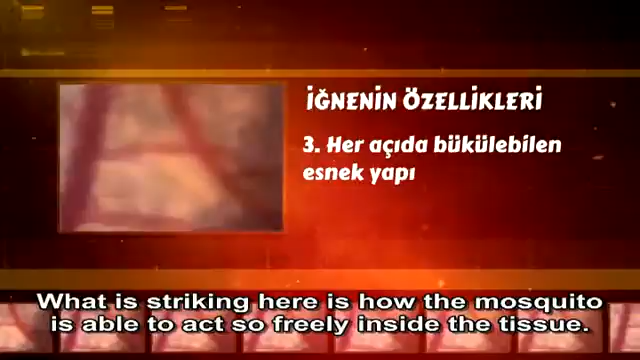 İĞNENİN ÖZELLİKLERİ
3. Her açıda bükülebilen
esnek yapı
What is striking here is how the mosquito
is able to act so freely inside the tissue.